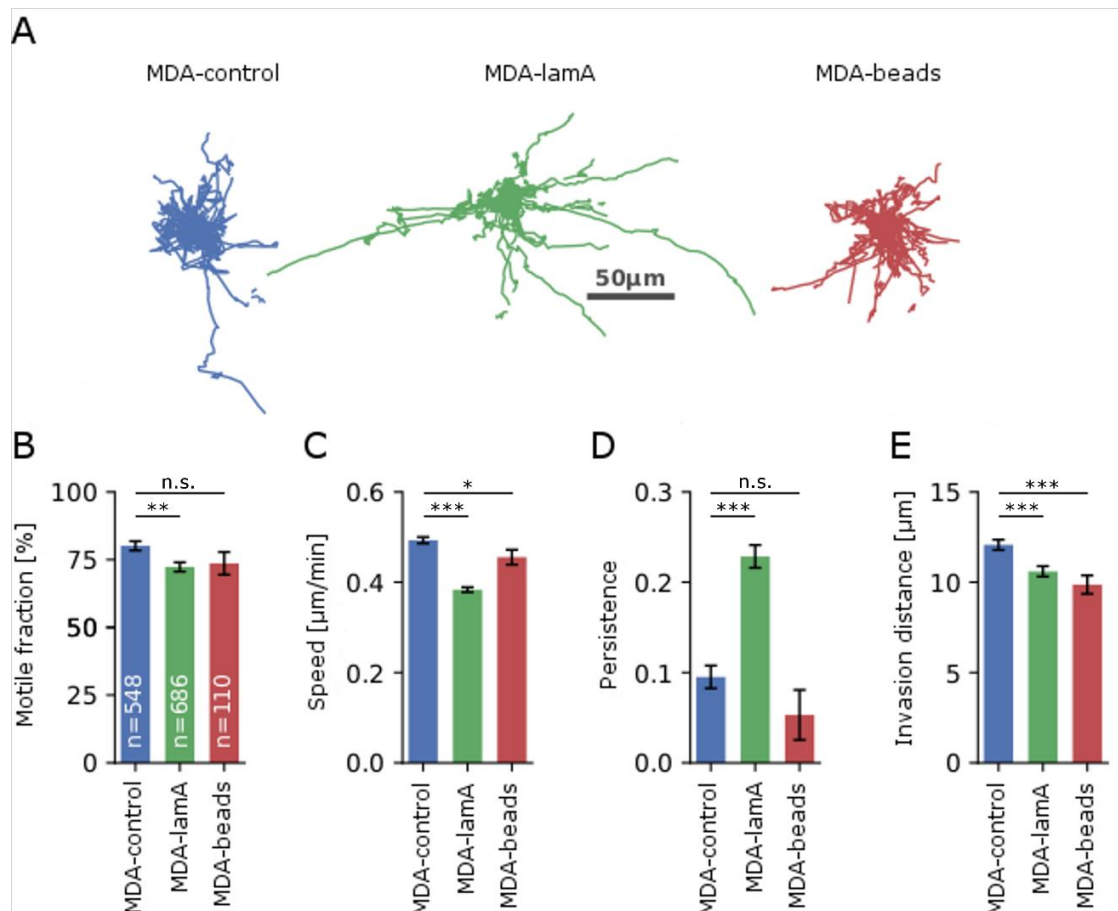 A
MDA-control
MDA-lamA
MDA-beads
50μm
B
Motile fraction [%]
100
75
50
25
0
n.s.
**
n=548
n=686
n=110
MDA-control
MDA-lamA
MDA-beads
C
Speed [μm/min]
0.6
0.4
0.2
0.0
*
***
MDA-control
MDA-lamA
MDA-beads
D
Persistence
0.3
0.2
0.1
0.0
n.s.
***
MDA-control
MDA-lamA
MDA-beads
E
Invasion distance [μm]
15
10
5
0
***
***
MDA-control
MDA-lamA
MDA-beads